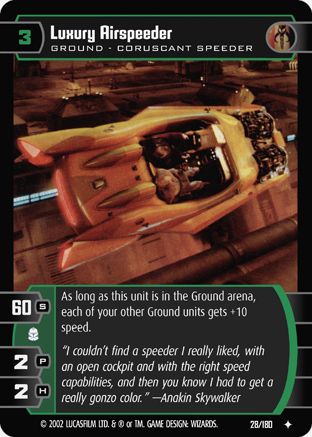 3
Luxury Airspeeder
GROUND - CORUSCANT SPEEDER
60 S
As long as this unit is in the Ground arena,
each of your other Ground units gets +10
speed.
2 P
2 H
"I couldn't find a speeder I really liked, with
an open cockpit and with the right speed
capabilities, and then you know I had to get a
really gonzo color." —Anakin Skywalker
© 2002 LUCASFILM LTD. & ® or TM. GAME DESIGN: WIZARDS.
28/180